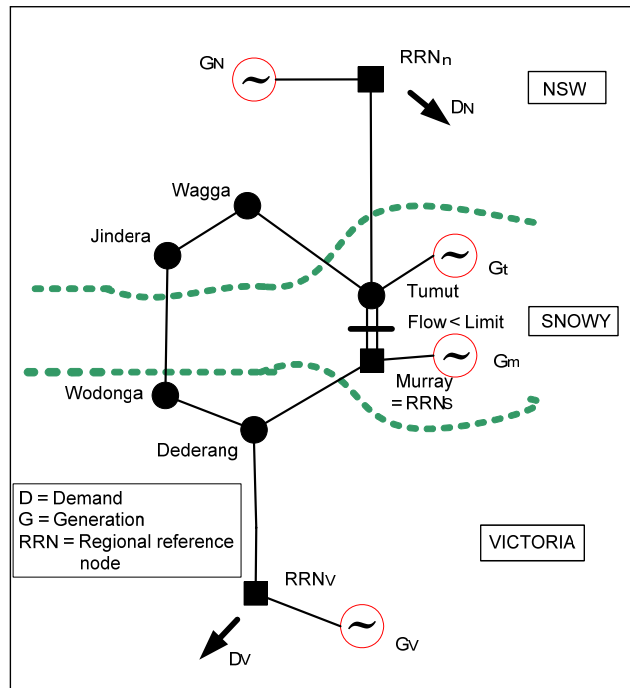 GN
RRNn
DN
NSW
Wagga
Jindera
Gt
Tumut
Flow < Limit
SNOWY
Gm
Murray
= RRNS
Wodonga
Dederang
D = Demand
G = Generation
RRN = Regional reference
node
VICTORIA
RRNV
DV
GV